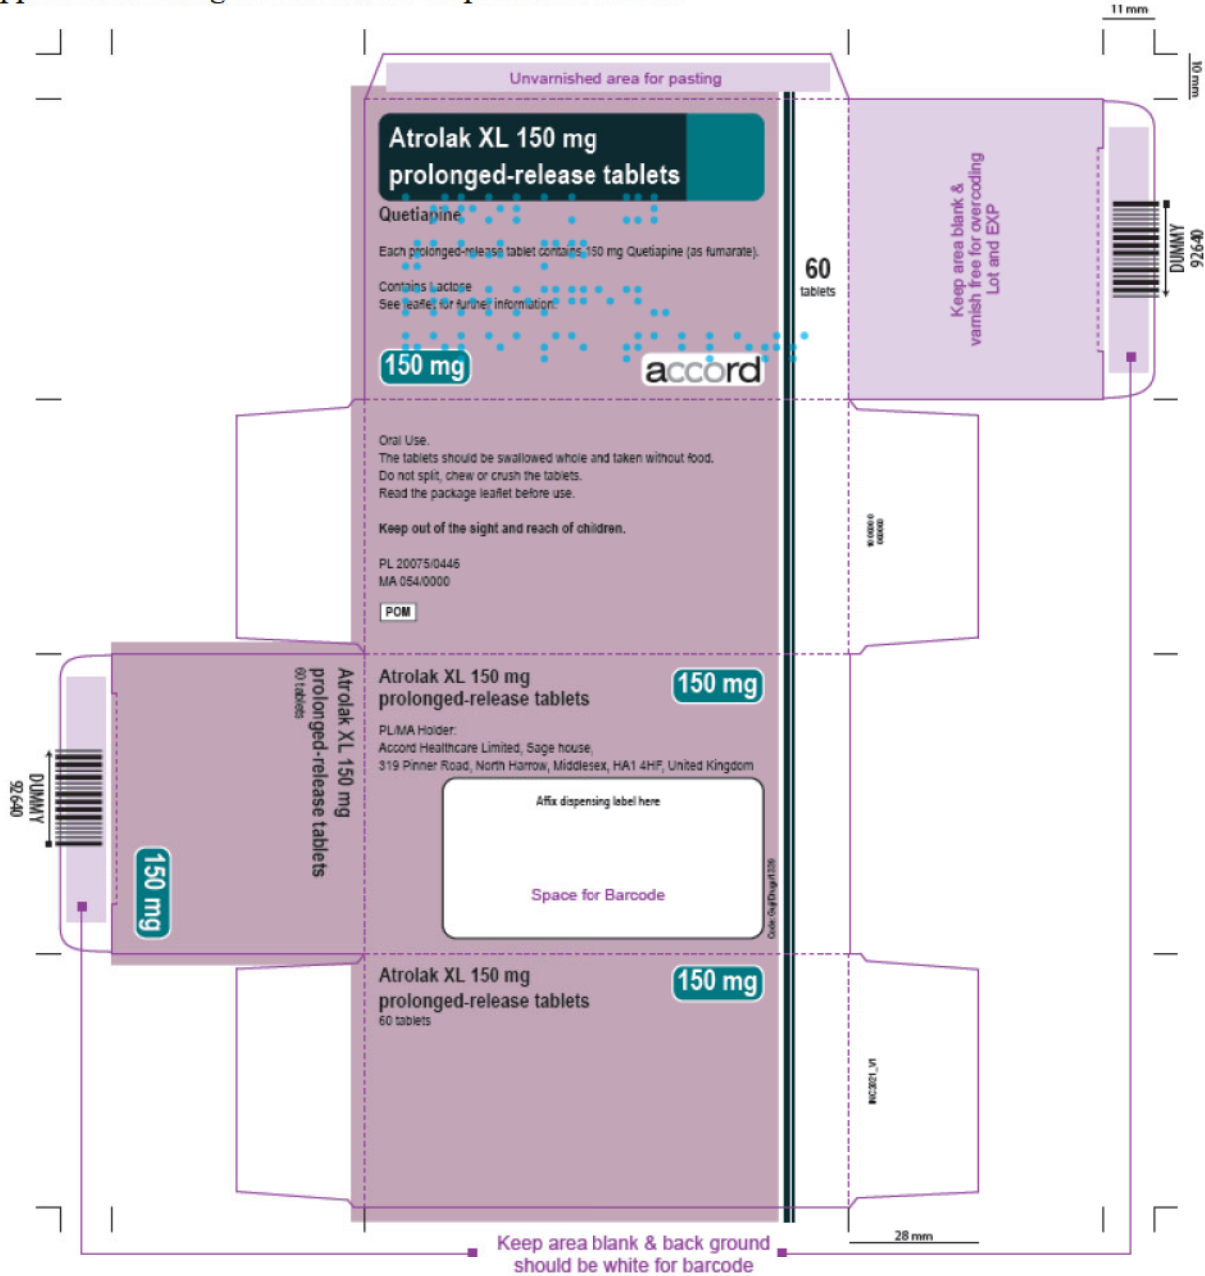 11 mm
10 mm
Unvarnished area for pasting
Atrolak XL 150 mg
prolonged-release tablets
Quetiapine
Each prolonged-release tablet contains 150 mg Quetiapine (as fumarate).
Contains Lactose
See leaflet for further information.
150 mg
accord
60
tablets
Keep area blank &
varnish free for overcoding
Lot and EXP
DUMMY
92640
Oral Use.
The tablets should be swallowed whole and taken without food.
Do not split, chew or crush the tablets.
Read the package leaflet before use.
Keep out of the sight and reach of children.
PL 20075/0446
MA 054/0000
POM
Atrolak XL 150 mg
prolonged-release tablets
60 tablets
150 mg
DUMMY
92640
Atrolak XL 150 mg
prolonged-release tablets
150 mg
PL/MA Holder:
Accord Healthcare Limited, Sage house,
319 Pinner Road, North Harrow, Middlesex, HA1 4HF, United Kingdom
Affix dispensing label here
Space for Barcode
Atrolak XL 150 mg
prolonged-release tablets
60 tablets
150 mg
INC3021_V1
28 mm
Keep area blank & back ground
should be white for barcode